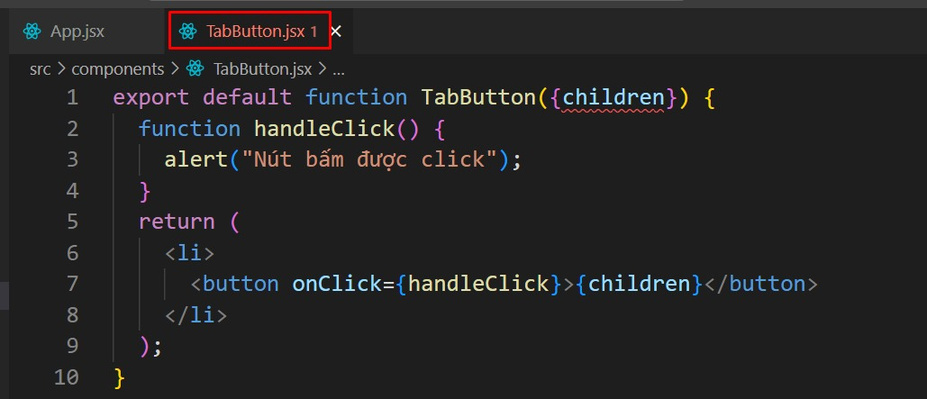 App.jsx TabButton.jsx 1 ×
src > components > TabButton.jsx > ...
1 export default function TabButton({children}) {
2 function handleClick() {
3 alert("Nút bấm được click");
4 }
5 return (
6 <li>
7 <button onClick={handleClick}>{children}</button>
8 </li>
9 );
10 }